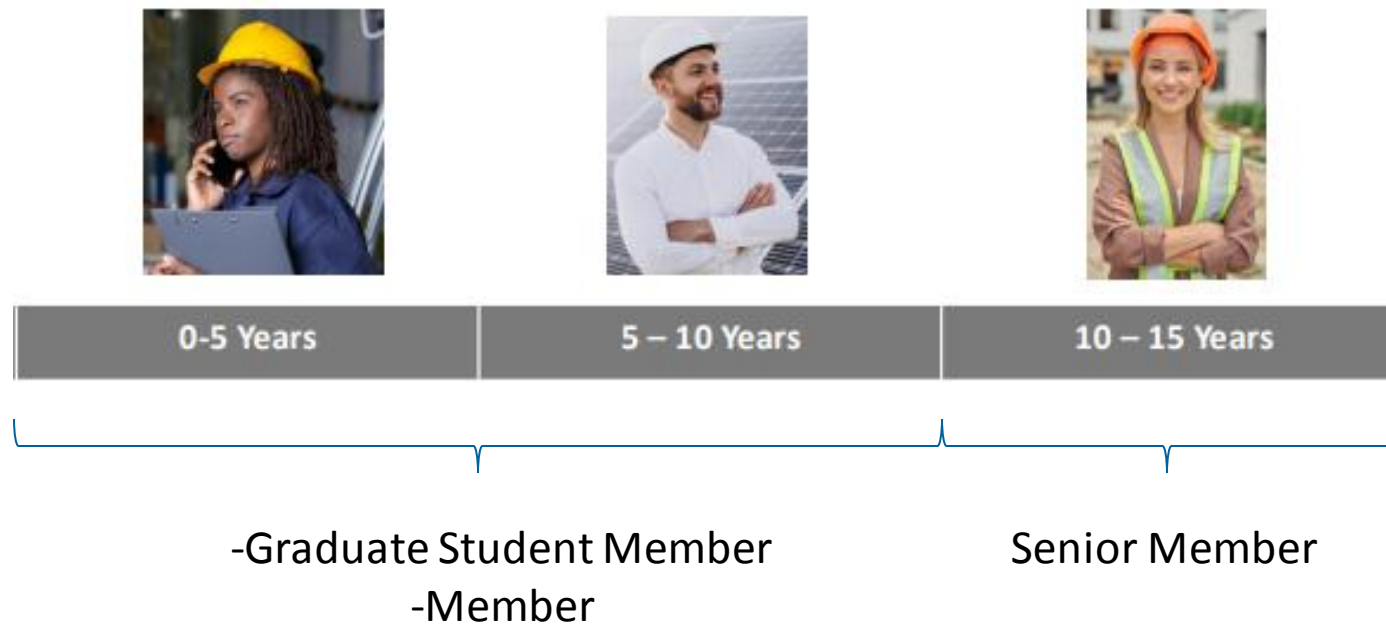 0-5 Years
5 – 10 Years
10 – 15 Years
-Graduate Student Member
-Member
Senior Member